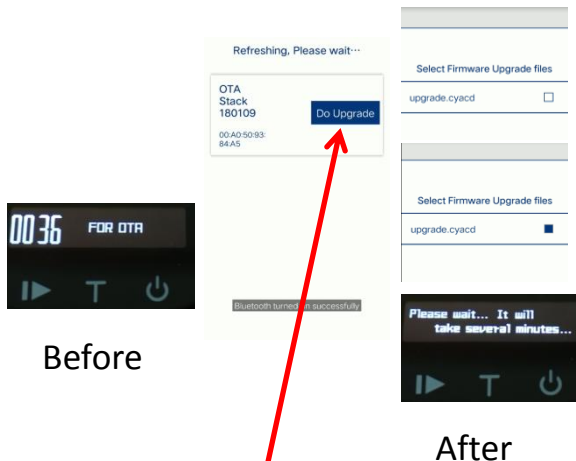 0036 FOR OTA
T
Before
Refreshing, Please wait···
OTA
Stack
180109
Do Upgrade
00:A0:50:93:
84:A5
Bluetooth turned on successfully
Select Firmware Upgrade files
upgrade.cyacd
Select Firmware Upgrade files
upgrade.cyacd
Please wait... It will
take several minutes...
T
After